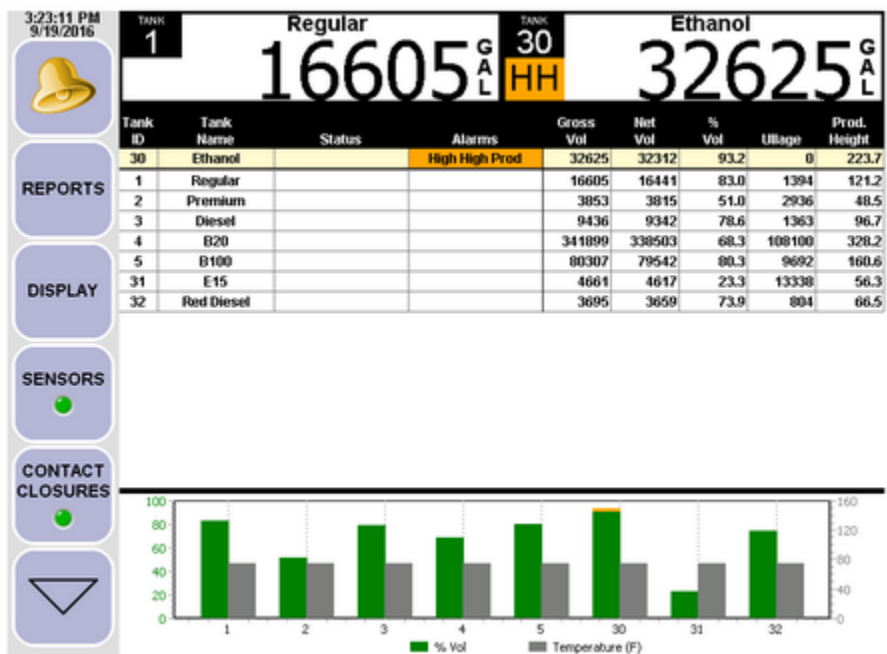 3:23:11 PM
9/19/2016
TANK 1 Regular 16605 GAL
TANK 30 HH Ethanol 32625 GAL
REPORTS
DISPLAY
SENSORS
CONTACT
CLOSURES
Tank ID Tank Name Status Alarms Gross Vol Net Vol % Vol Ullage Prod. Height
30 Ethanol High High Prod 32625 32312 93.2 0 223.7
1 Regular 16605 16441 83.0 1394 121.2
2 Premium 3853 3815 51.0 2936 48.5
3 Diesel 9436 9342 78.6 1363 96.7
4 B20 341899 338503 68.3 108100 328.2
5 B100 80307 79542 80.3 9692 160.6
31 E15 4661 4617 23.3 13338 56.3
32 Red Diesel 3695 3659 73.9 804 66.5
100 160
80 120
60
80
40
40
20
0 0
1 2 3 4 5 30 31 32
% Vol Temperature (F)